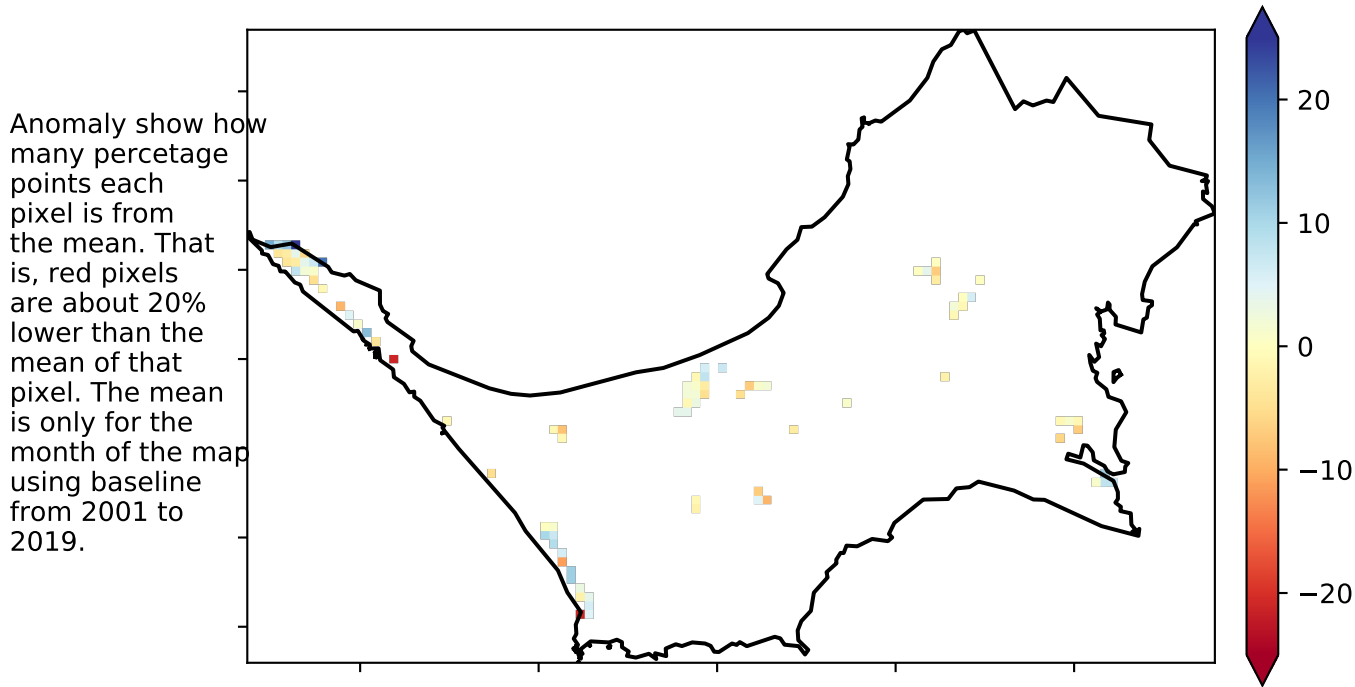 Anomaly show how
many percetage
points each
pixel is from
the mean. That
is, red pixels
are about 20%
lower than the
mean of that
pixel. The mean
is only for the
month of the map
using baseline
from 2001 to
2019.
20
10
0
−10
−20